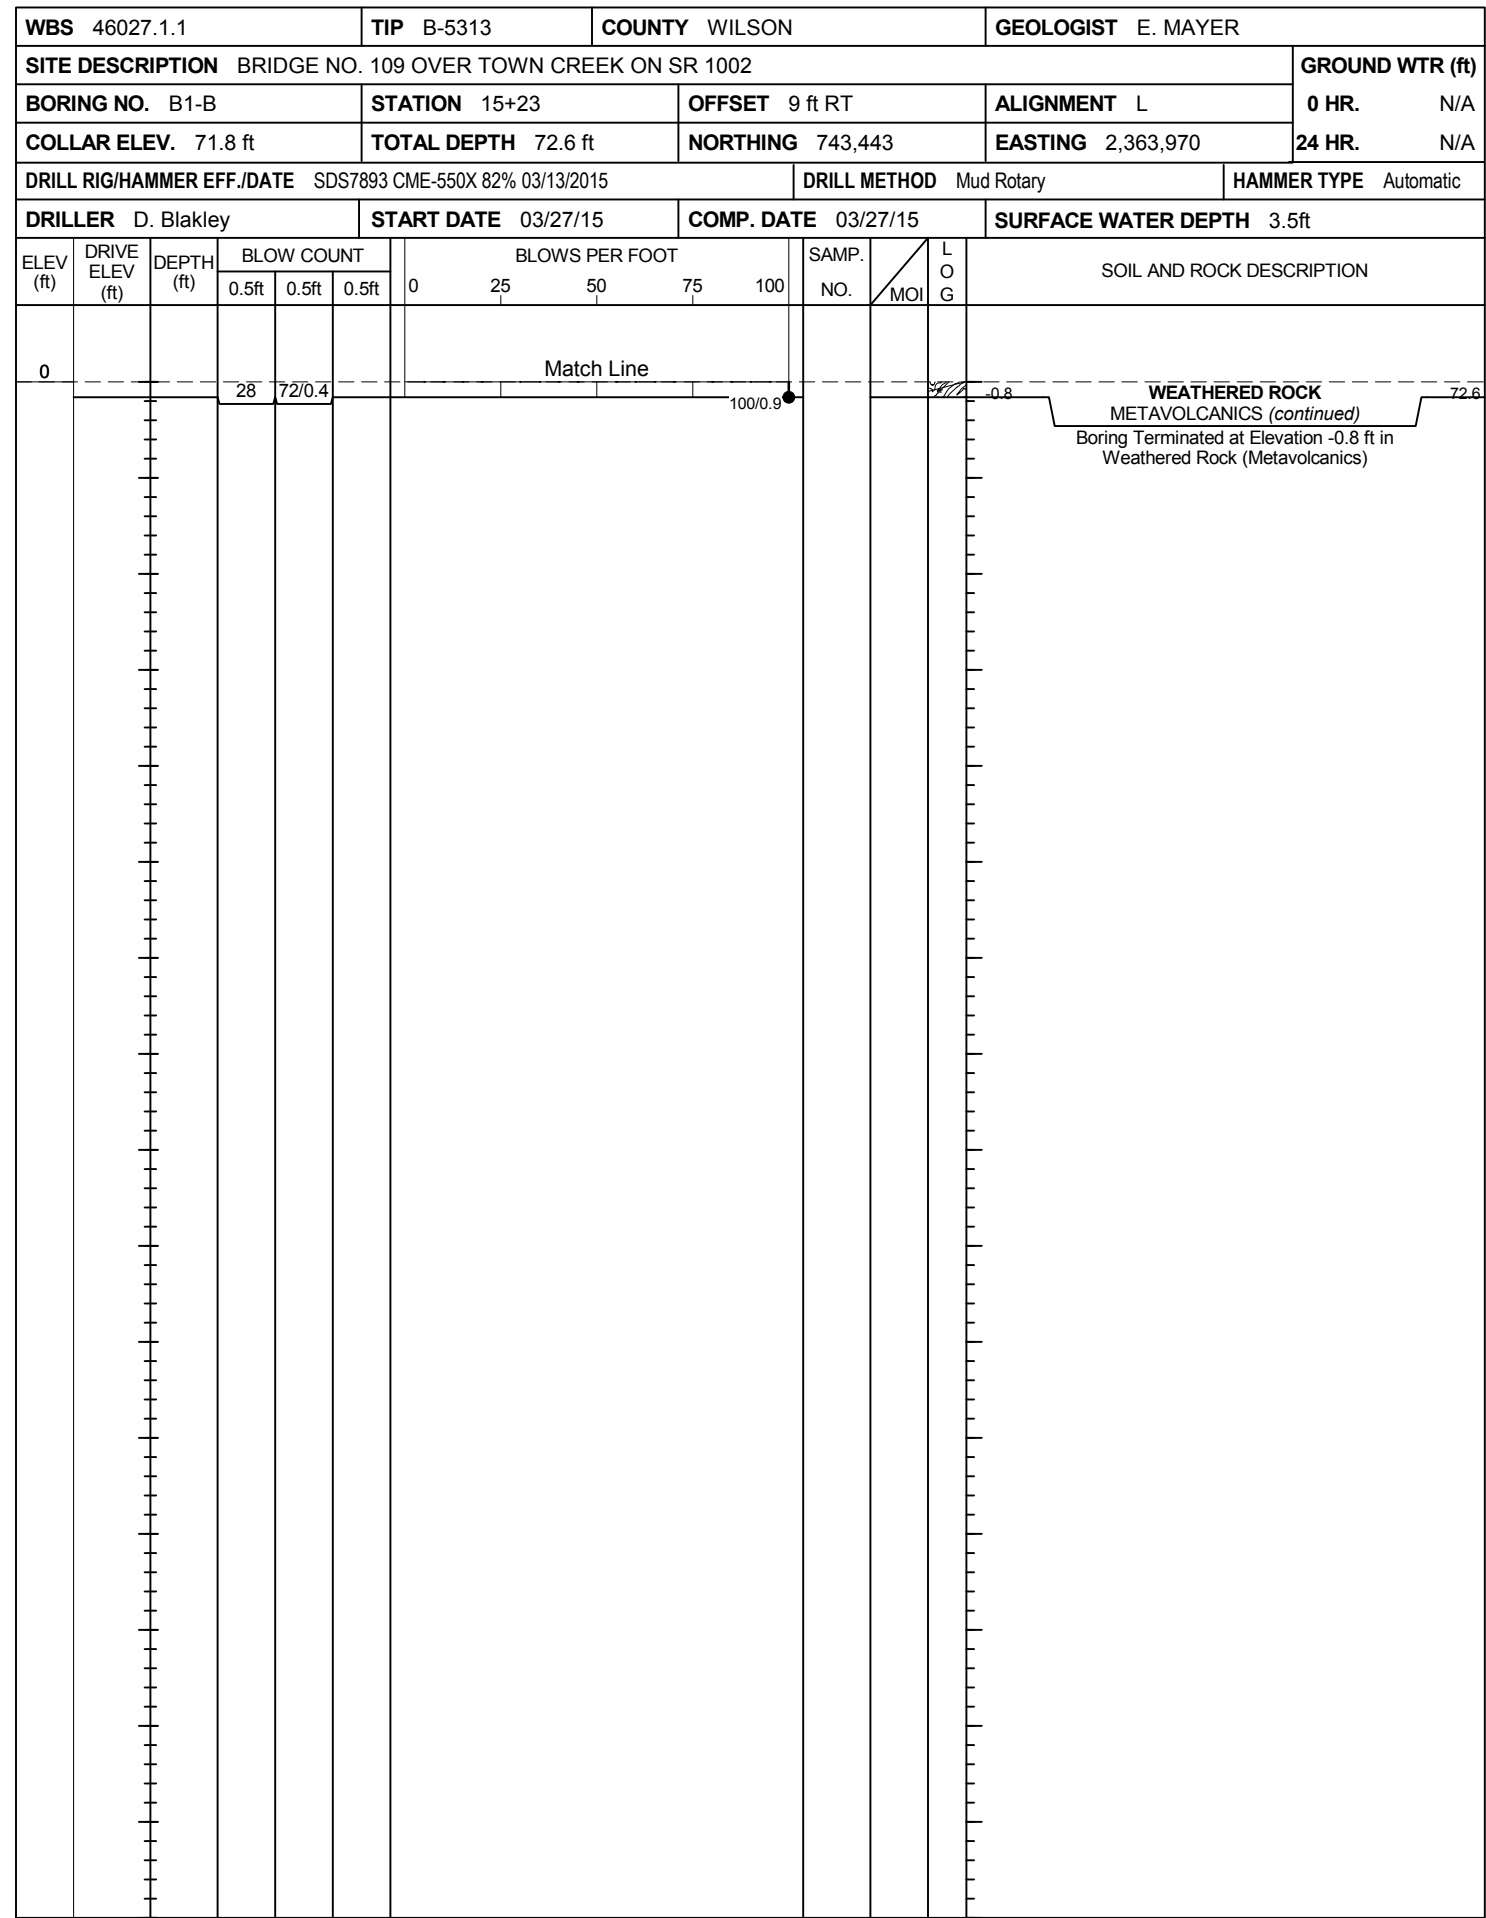 WBS 46027.1.1 TIP B-5313 COUNTY WILSON GEOLOGIST E. MAYER
SITE DESCRIPTION BRIDGE NO. 109 OVER TOWN CREEK ON SR 1002 GROUND WTR (ft)
BORING NO. B1-B STATION 15+23 OFFSET 9 ft RT ALIGNMENT L 0 HR. N/A
COLLAR ELEV. 71.8 ft TOTAL DEPTH 72.6 ft NORTHING 743,443 EASTING 2,363,970 24 HR. N/A
DRILL RIG/HAMMER EFF./DATE SDS7893 CME-550X 82% 03/13/2015 DRILL METHOD Mud Rotary HAMMER TYPE Automatic
DRILLER D. Blakley START DATE 03/27/15 COMP. DATE 03/27/15 SURFACE WATER DEPTH 3.5ft
ELEV (ft) DRIVE ELEV (ft) DEPTH (ft) BLOW COUNT BLOWS PER FOOT SAMP. NO. MOI LOG SOIL AND ROCK DESCRIPTION
0.5ft 0.5ft 0.5ft 0 25 50 75 100
0 Match Line
28 72/0.4 100/0.9 -0.8 WEATHERED ROCK 72.6
METAVOLCANICS (continued)
Boring Terminated at Elevation -0.8 ft in
Weathered Rock (Metavolcanics)